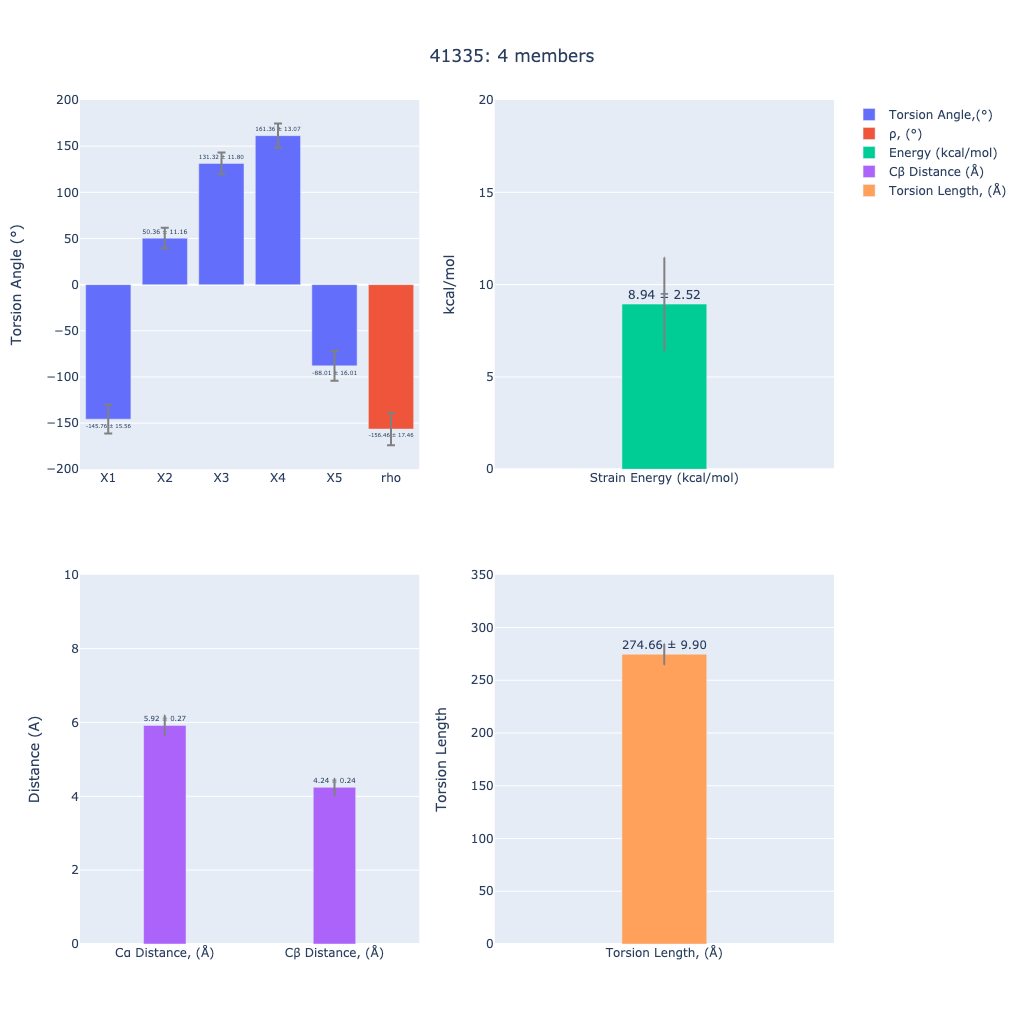 41335: 4 members
Torsion Angle (°)
200
150
100
50
0
−50
−100
−150
−200
-145.76 ± 15.56
50.36 ± 11.16
131.32 ± 11.80
161.36 ± 13.07
-88.01 ± 16.01
-156.46 ± 17.46
X1 X2 X3 X4 X5 rho
kcal/mol
20
15
10
5
0
8.94 ± 2.52
Strain Energy (kcal/mol)
Torsion Angle,(°)
ρ, (°)
Energy (kcal/mol)
Cβ Distance (Å)
Torsion Length, (Å)
Distance (A)
10
8
6
4
2
0
5.92 ± 0.27
4.24 ± 0.24
Cα Distance, (Å) Cβ Distance, (Å)
Torsion Length
350
300
250
200
150
100
50
0
274.66 ± 9.90
Torsion Length, (Å)